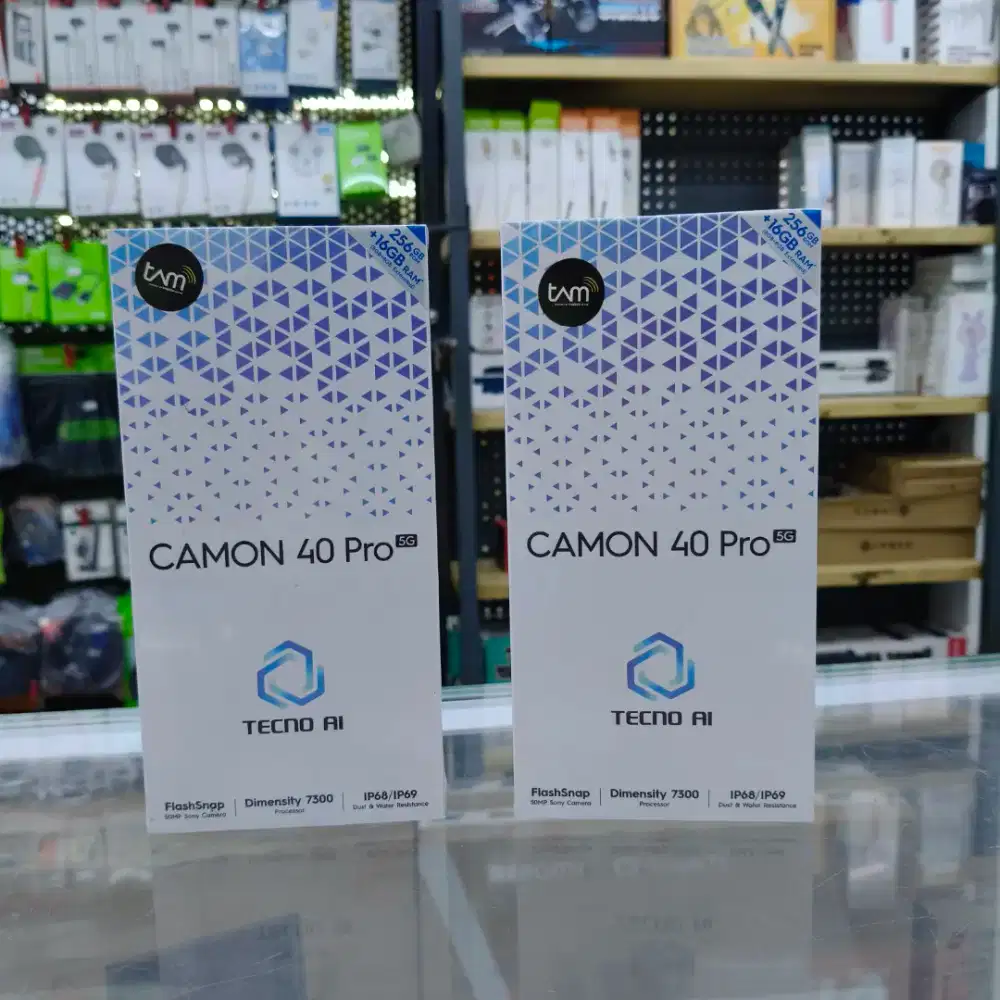 tam
256GB
+16GB RAM*
CAMON 40 Pro 5G
TECNO AI
FlashSnap
50MP Sony Camera
Dimensity 7300
Processor
IP68/IP69
Dust & Water Resistance
tam
256GB
+16GB RAM*
CAMON 40 Pro 5G
TECNO AI
FlashSnap
50MP Sony Camera
Dimensity 7300
Processor
IP68/IP69
Dust & Water Resistance